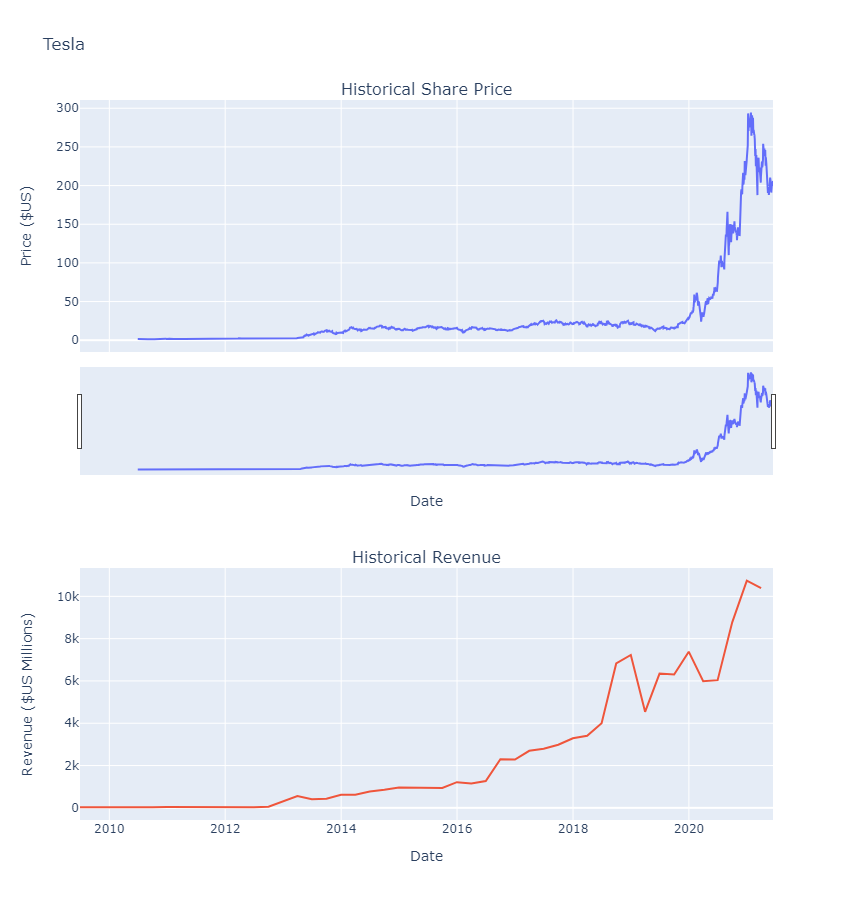 Tesla
Historical Share Price
300
250
200
150
100
50
0
Price ($US)
Date
Historical Revenue
10k
8k
6k
4k
2k
0
Revenue ($US Millions)
2010 2012 2014 2016 2018 2020
Date